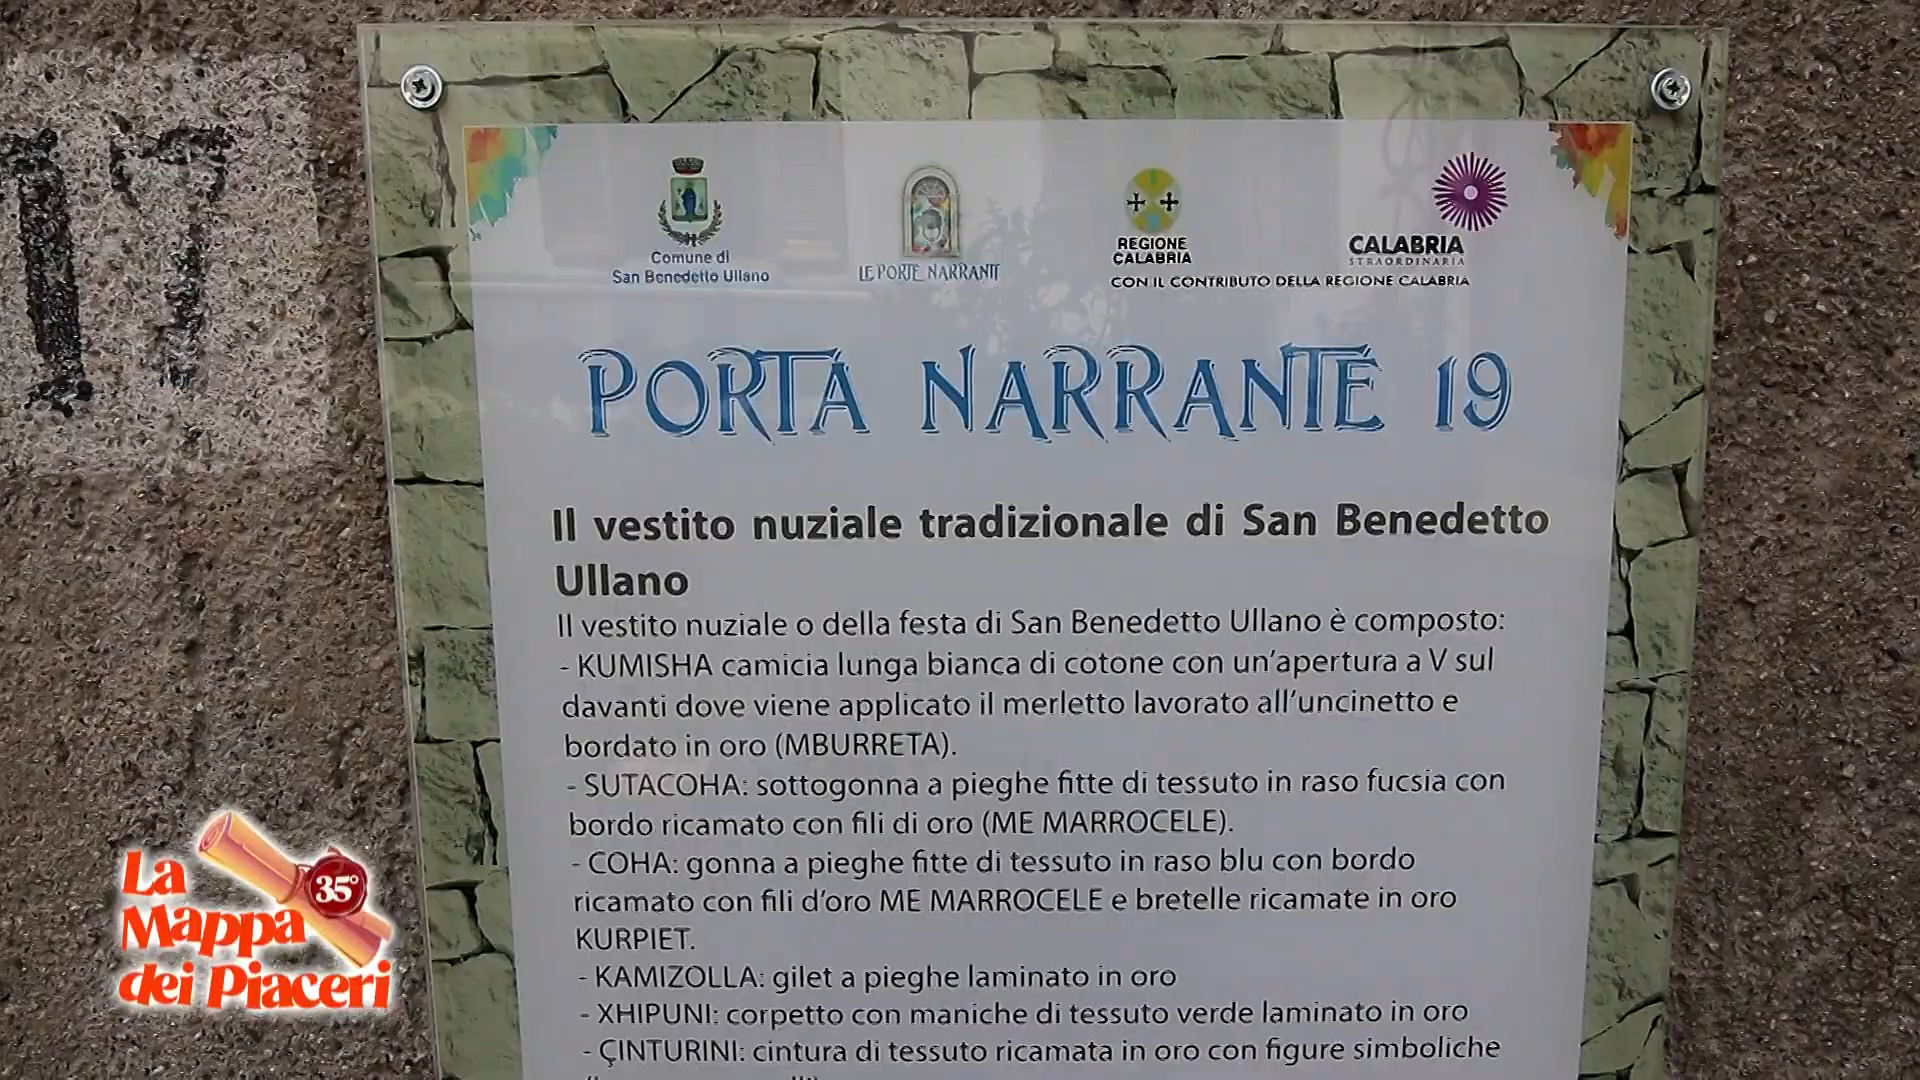 17
Comune di
San Benedetto Ullano
LE PORTE NARRANTI
REGIONE
CALABRIA
CALABRIA
STRAORDINARIA
CON IL CONTRIBUTO DELLA REGIONE CALABRIA
PORTA NARRANTE 19
Il vestito nuziale tradizionale di San Benedetto
Ullano
Il vestito nuziale o della festa di San Benedetto Ullano è composto:
- KUMISHA camicia lunga bianca di cotone con un'apertura a V sul
davanti dove viene applicato il merletto lavorato all'uncinetto e
bordato in oro (MBURRETA).
- SUTACOHA: sottogonna a pieghe fitte di tessuto in raso fucsia con
bordo ricamato con fili di oro (ME MARROCELE).
- COHA: gonna a pieghe fitte di tessuto in raso blu con bordo
ricamato con fili d'oro ME MARROCELE e bretelle ricamate in oro
KURPIET.
- KAMIZOLLA: gilet a pieghe laminato in oro
- XHIPUNI: corpetto con maniche di tessuto verde laminato in oro
- ÇINTURINI: cintura di tessuto ricamata in oro con figure simboliche
La
Mappa
dei Piaceri
35°